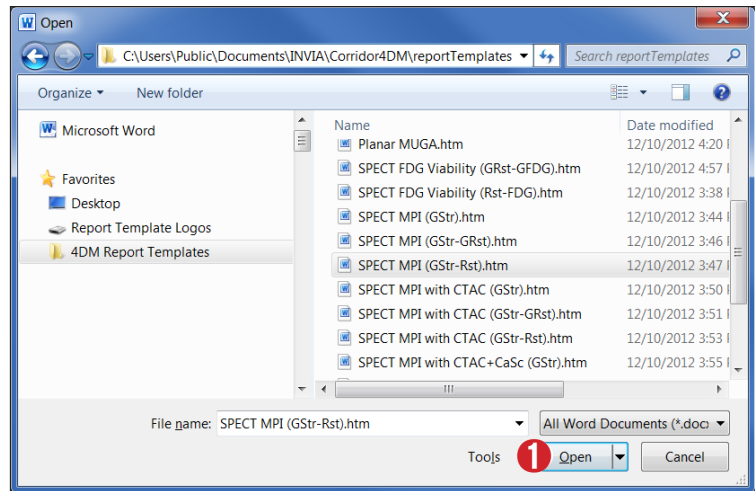 Open
C:\Users\Public\Documents\INVIA\Corridor4DM\reportTemplates
Search reportTemplates
Organize
New folder
Microsoft Word
Favorites
Desktop
Report Template Logos
4DM Report Templates
Name
Date modified
Planar MUGA.htm
12/10/2012 4:20
SPECT FDG Viability (GRst-GFDG).htm
12/10/2012 4:57
SPECT FDG Viability (Rst-FDG).htm
12/10/2012 3:38
SPECT MPI (GStr).htm
12/10/2012 3:44
SPECT MPI (GStr-GRst).htm
12/10/2012 3:46
SPECT MPI (GStr-Rst).htm
12/10/2012 3:47
SPECT MPI with CTAC (GStr).htm
12/10/2012 3:50
SPECT MPI with CTAC (GStr-GRst).htm
12/10/2012 3:51
SPECT MPI with CTAC (GStr-Rst).htm
12/10/2012 3:53
SPECT MPI with CTAC+CaSc (GStr).htm
12/10/2012 3:55
File name:
SPECT MPI (GStr-Rst).htm
All Word Documents (*.docx
Tools
1
Open
Cancel